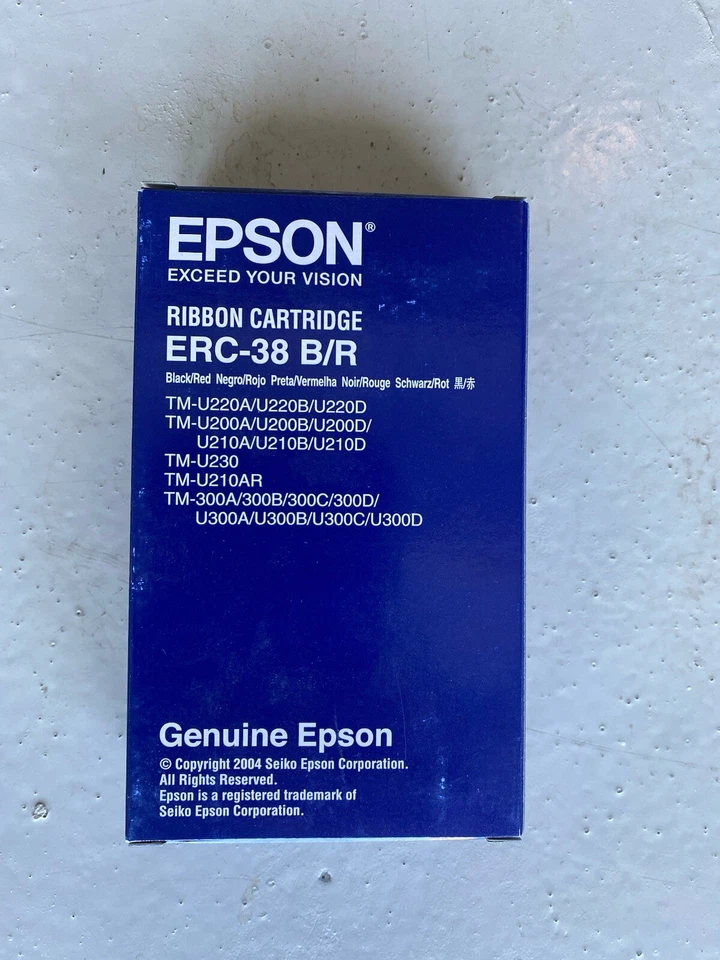 EPSON®
EXCEED YOUR VISION
RIBBON CARTRIDGE
ERC-38 B/R
Black/Red Negro/Rojo Preta/Vermelha Noir/Rouge Schwarz/Rot 黒/赤
TM-U220A/U220B/U220D
TM-U200A/U200B/U200D/
U210A/U210B/U210D
TM-U230
TM-U210AR
TM-300A/300B/300C/300D/
U300A/U300B/U300C/U300D
Genuine Epson
© Copyright 2004 Seiko Epson Corporation.
All Rights Reserved.
Epson is a registered trademark of
Seiko Epson Corporation.